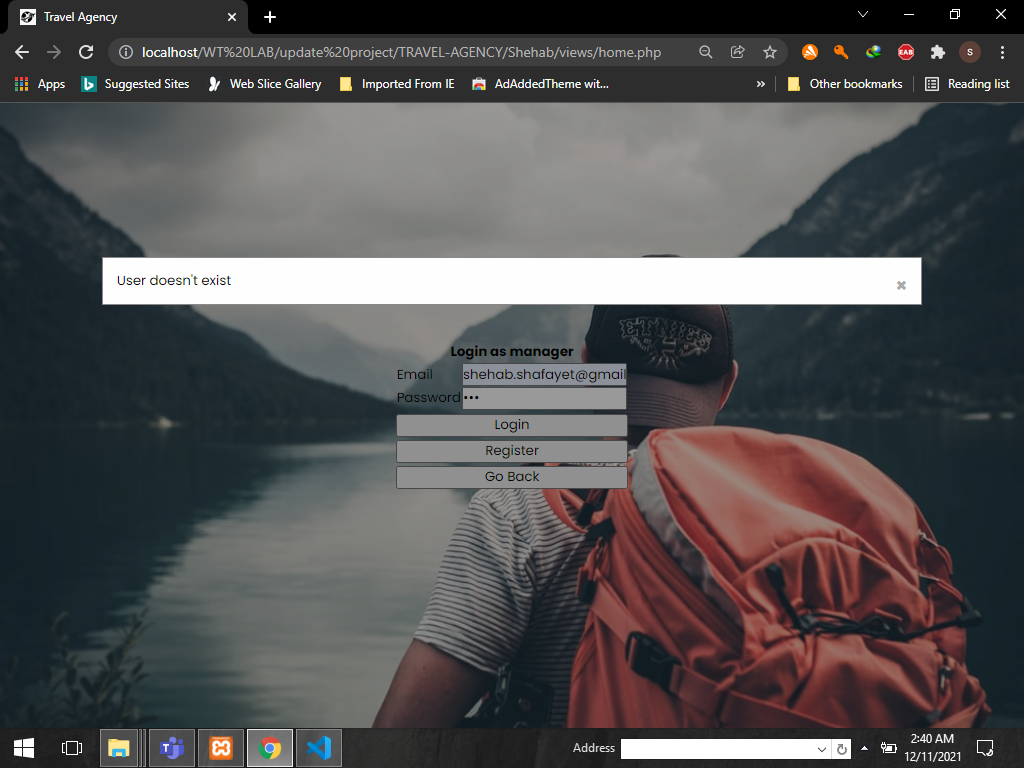 Travel Agency
localhost/WT%20LAB/update%20project/TRAVEL-AGENCY/Shehab/views/home.php
EAB
S
Apps
Suggested Sites
Web Slice Gallery
Imported From IE
AdAddedTheme wit...
»
Other bookmarks
Reading list
User doesn't exist
ETNIES
Login as manager
Email shehab.shafayet@gmail
Password •••
Login
Register
Go Back
Address
2:40 AM
12/11/2021